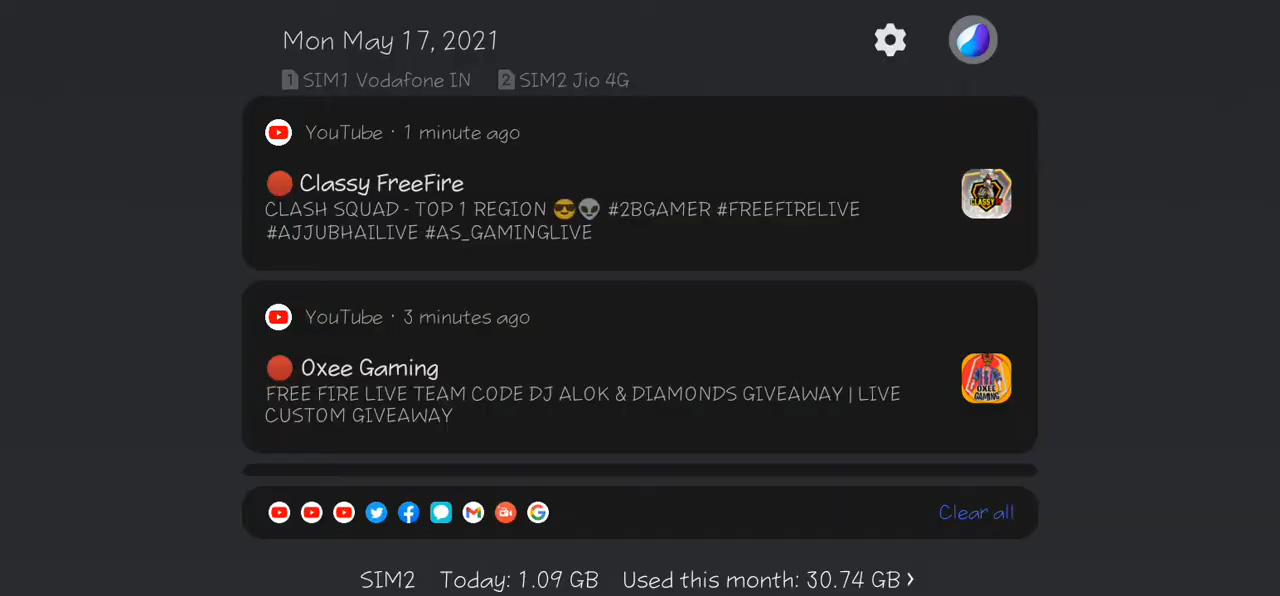 Mon May 17, 2021
1 SIM1 Vodafone IN 2 SIM2 Jio 4G
YouTube · 1 minute ago
🔴 Classy FreeFire
CLASH SQUAD - TOP 1 REGION 😎👽 #2BGAMER #FREEFIRELIVE
#AJJUBHAILIVE #AS_GAMINGLIVE
CLASSY
YouTube · 3 minutes ago
🔴 Oxee Gaming
FREE FIRE LIVE TEAM CODE DJ ALOK & DIAMONDS GIVEAWAY | LIVE
CUSTOM GIVEAWAY
OXEE
GAMING
Clear all
SIM2 Today: 1.09 GB Used this month: 30.74 GB ›